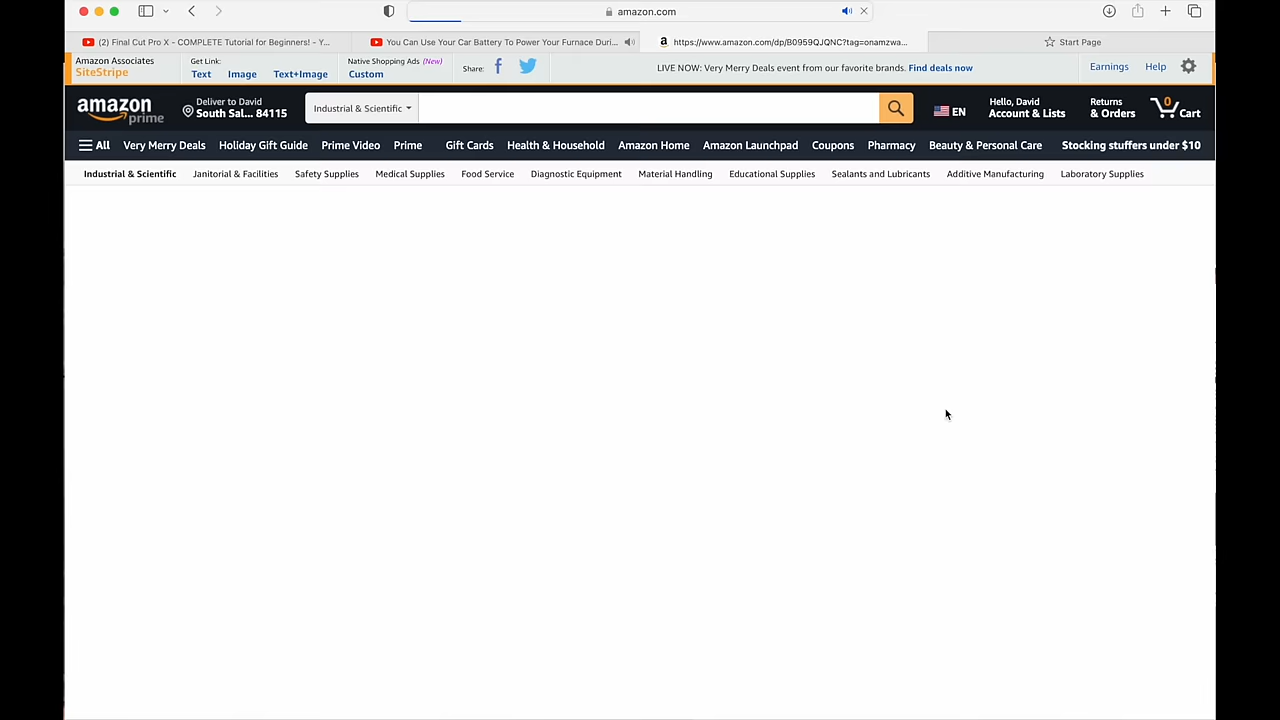 amazon.com
(2) Final Cut Pro X - COMPLETE Tutorial for Beginners! - Y...
You Can Use Your Car Battery To Power Your Furnace Duri...
a https://www.amazon.com/dp/B0959QJQNC?tag=onamzwa...
Start Page
Amazon Associates
SiteStripe
Get Link:
Text Image Text+Image
Native Shopping Ads (New)
Custom
Share:
LIVE NOW: Very Merry Deals event from our favorite brands. Find deals now
Earnings Help
amazon prime
Deliver to David
South Sal... 84115
Industrial & Scientific
EN
Hello, David
Account & Lists
Returns
& Orders
0
Cart
All Very Merry Deals Holiday Gift Guide Prime Video Prime Gift Cards Health & Household Amazon Home Amazon Launchpad Coupons Pharmacy Beauty & Personal Care Stocking stuffers under $10
Industrial & Scientific Janitorial & Facilities Safety Supplies Medical Supplies Food Service Diagnostic Equipment Material Handling Educational Supplies Sealants and Lubricants Additive Manufacturing Laboratory Supplies